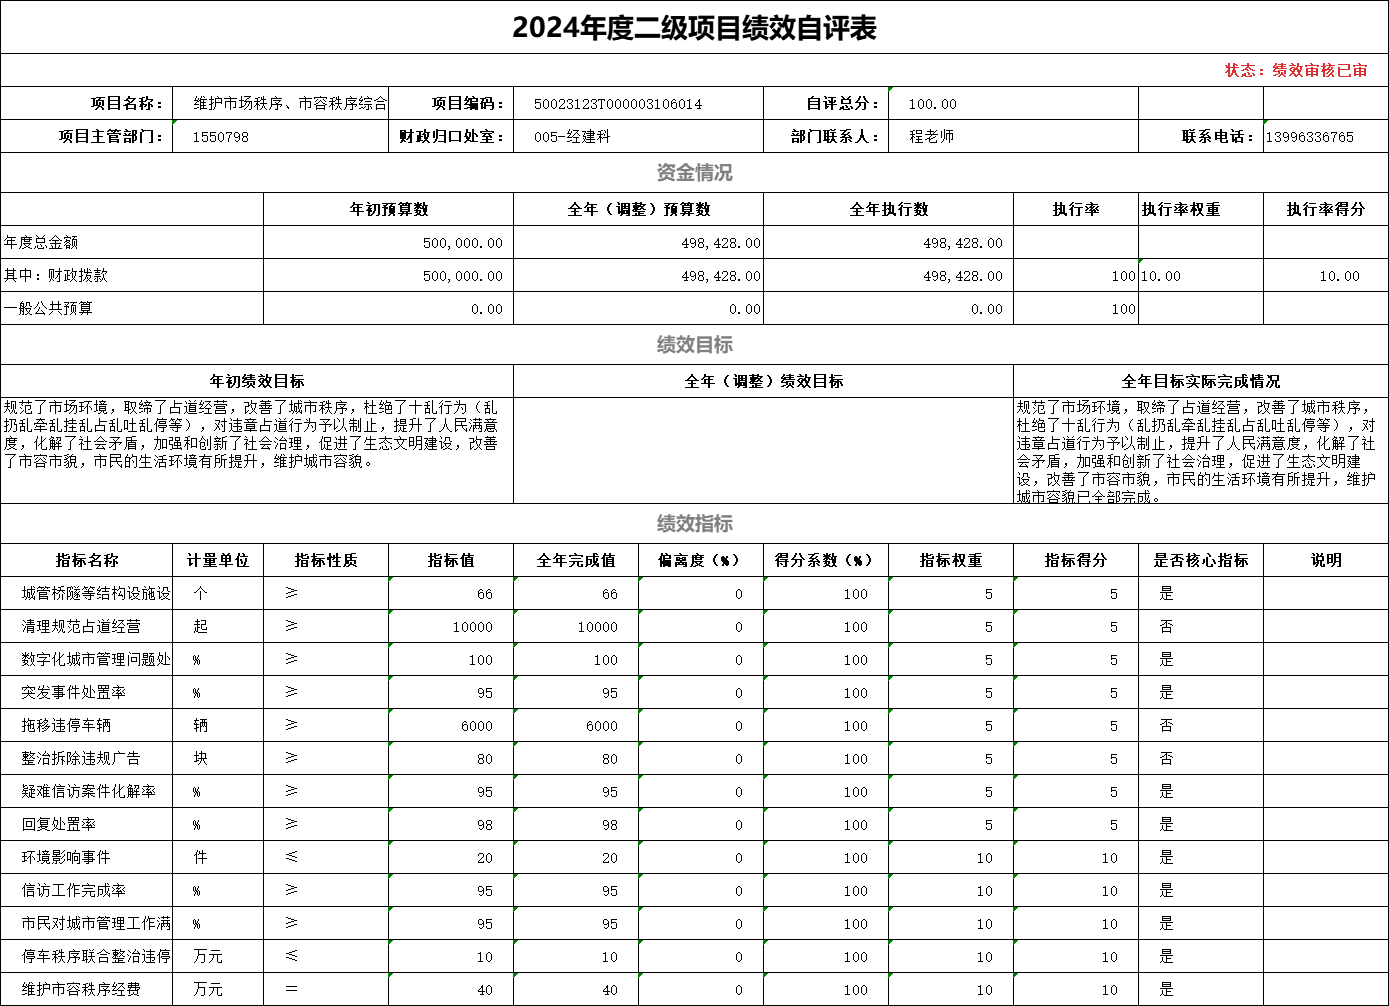 2024年度二级项目绩效自评表
状态：绩效审核已审
项目名称： 维护市场秩序、市容秩序综合 项目编码： 50023123T000003106014 自评总分： 100.00
项目主管部门： 1550798 财政归口处室： 005-经建科 部门联系人： 程老师 联系电话： 13996336765
资金情况
年初预算数 全年（调整）预算数 全年执行数 执行率 执行率权重 执行率得分
年度总金额 500,000.00 498,428.00 498,428.00
其中：财政拨款 500,000.00 498,428.00 498,428.00 100 10.00 10.00
一般公共预算 0.00 0.00 0.00 100
绩效目标
年初绩效目标 全年（调整）绩效目标 全年目标实际完成情况
规范了市场环境，取缔了占道经营，改善了城市秩序，杜绝了十乱行为（乱
扔乱牵乱挂乱占乱吐乱停等），对违章占道行为予以制止，提升了人民满意
度，化解了社会矛盾，加强和创新了社会治理，促进了生态文明建设，改善
了市容市貌，市民的生活环境有所提升，维护城市容貌。
规范了市场环境，取缔了占道经营，改善了城市秩序，
杜绝了十乱行为（乱扔乱牵乱挂乱占乱吐乱停等），对
违章占道行为予以制止，提升了人民满意度，化解了社
会矛盾，加强和创新了社会治理，促进了生态文明建
设，改善了市容市貌，市民的生活环境有所提升，维护
城市容貌已全部完成。
绩效指标
指标名称 计量单位 指标性质 指标值 全年完成值 偏离度（%） 得分系数（%） 指标权重 指标得分 是否核心指标 说明
城管桥隧等结构设施设 个 ≥ 66 66 0 100 5 5 是
清理规范占道经营 起 ≥ 10000 10000 0 100 5 5 否
数字化城市管理问题处 % ≥ 100 100 0 100 5 5 是
突发事件处置率 % ≥ 95 95 0 100 5 5 是
拖移违停车辆 辆 ≥ 6000 6000 0 100 5 5 否
整治拆除违规广告 块 ≥ 80 80 0 100 5 5 否
疑难信访案件化解率 % ≥ 95 95 0 100 5 5 是
回复处置率 % ≥ 98 98 0 100 5 5 是
环境影响事件 件 ≤ 20 20 0 100 10 10 是
信访工作完成率 % ≥ 95 95 0 100 10 10 是
市民对城市管理工作满 % ≥ 95 95 0 100 10 10 是
停车秩序联合整治违停 万元 ≤ 10 10 0 100 10 10 是
维护市容秩序经费 万元 ＝ 40 40 0 100 10 10 是